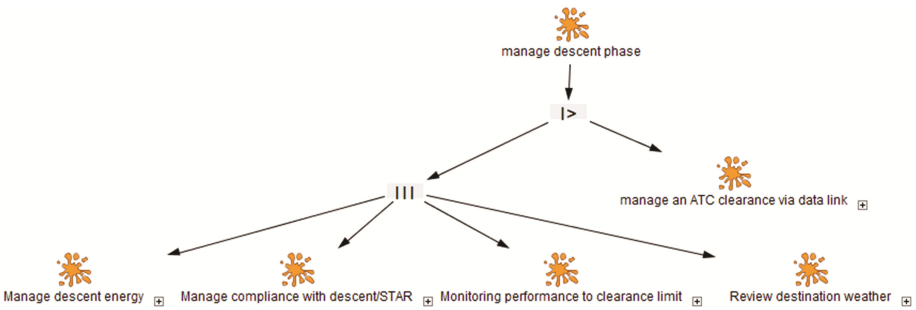 manage descent phase
|>
manage an ATC clearance via data link
|||
Manage descent energy
Manage compliance with descent/STAR
Monitoring performance to clearance limit
Review destination weather